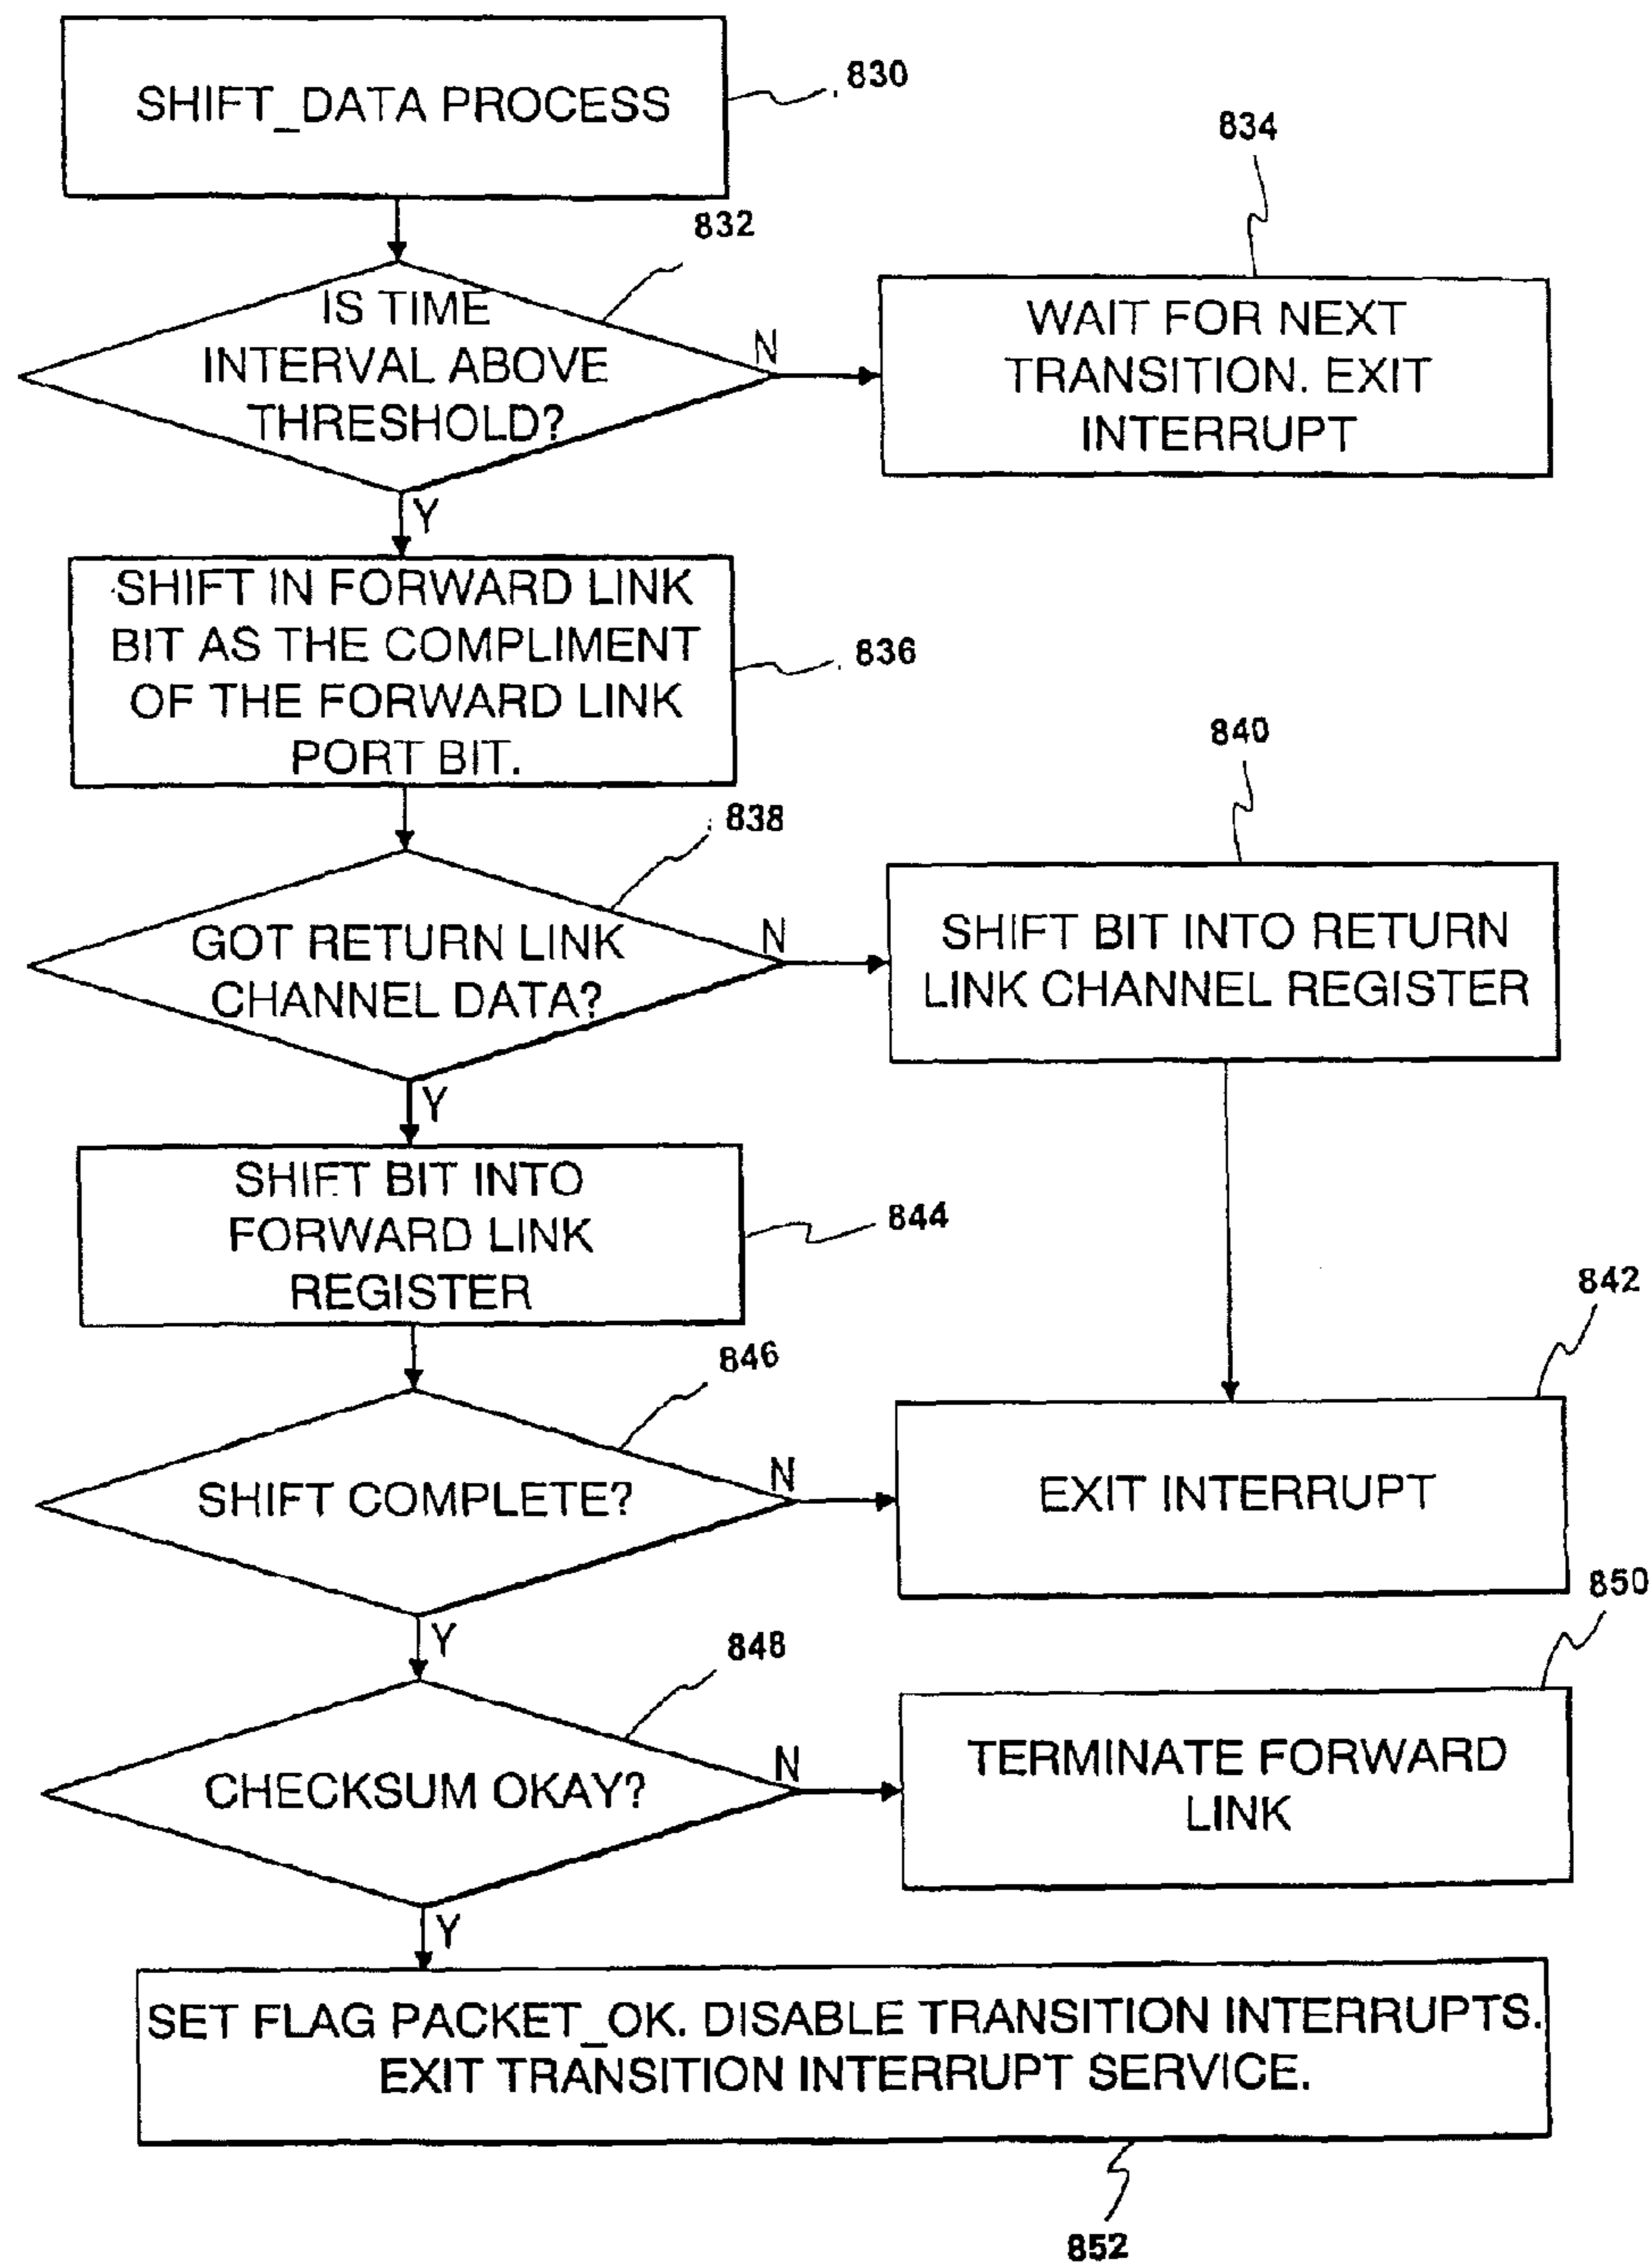 SHIFT_DATA PROCESS
830
832
834
IS TIME
INTERVAL ABOVE
THRESHOLD?
N
WAIT FOR NEXT
TRANSITION. EXIT
INTERRUPT
Y
SHIFT IN FORWARD LINK
BIT AS THE COMPLIMENT
OF THE FORWARD LINK
PORT BIT.
836
838
840
GOT RETURN LINK
CHANNEL DATA?
N
SHIFT BIT INTO RETURN
LINK CHANNEL REGISTER
Y
SHIFT BIT INTO
FORWARD LINK
REGISTER
844
846
842
SHIFT COMPLETE?
N
EXIT INTERRUPT
Y
848
850
CHECKSUM OKAY?
N
TERMINATE FORWARD
LINK
Y
SET FLAG PACKET_OK. DISABLE TRANSITION INTERRUPTS.
EXIT TRANSITION INTERRUPT SERVICE.
852